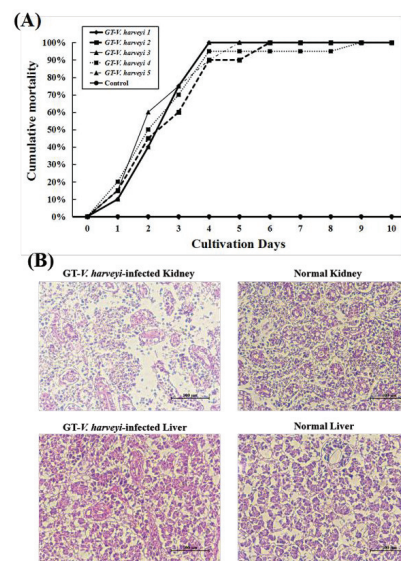 (A)
GT-V. harveyi 1
GT-V. harveyi 2
GT-V. harveyi 3
GT-V. harveyi 4
GT-V. harveyi 5
Control
Cumulative mortality
100%
90%
80%
70%
60%
50%
40%
30%
20%
10%
0%
0 1 2 3 4 5 6 7 8 9 10
Cultivation Days
(B)
GT-V. harveyi-infected Kidney Normal Kidney
GT-V. harveyi-infected Liver Normal Liver